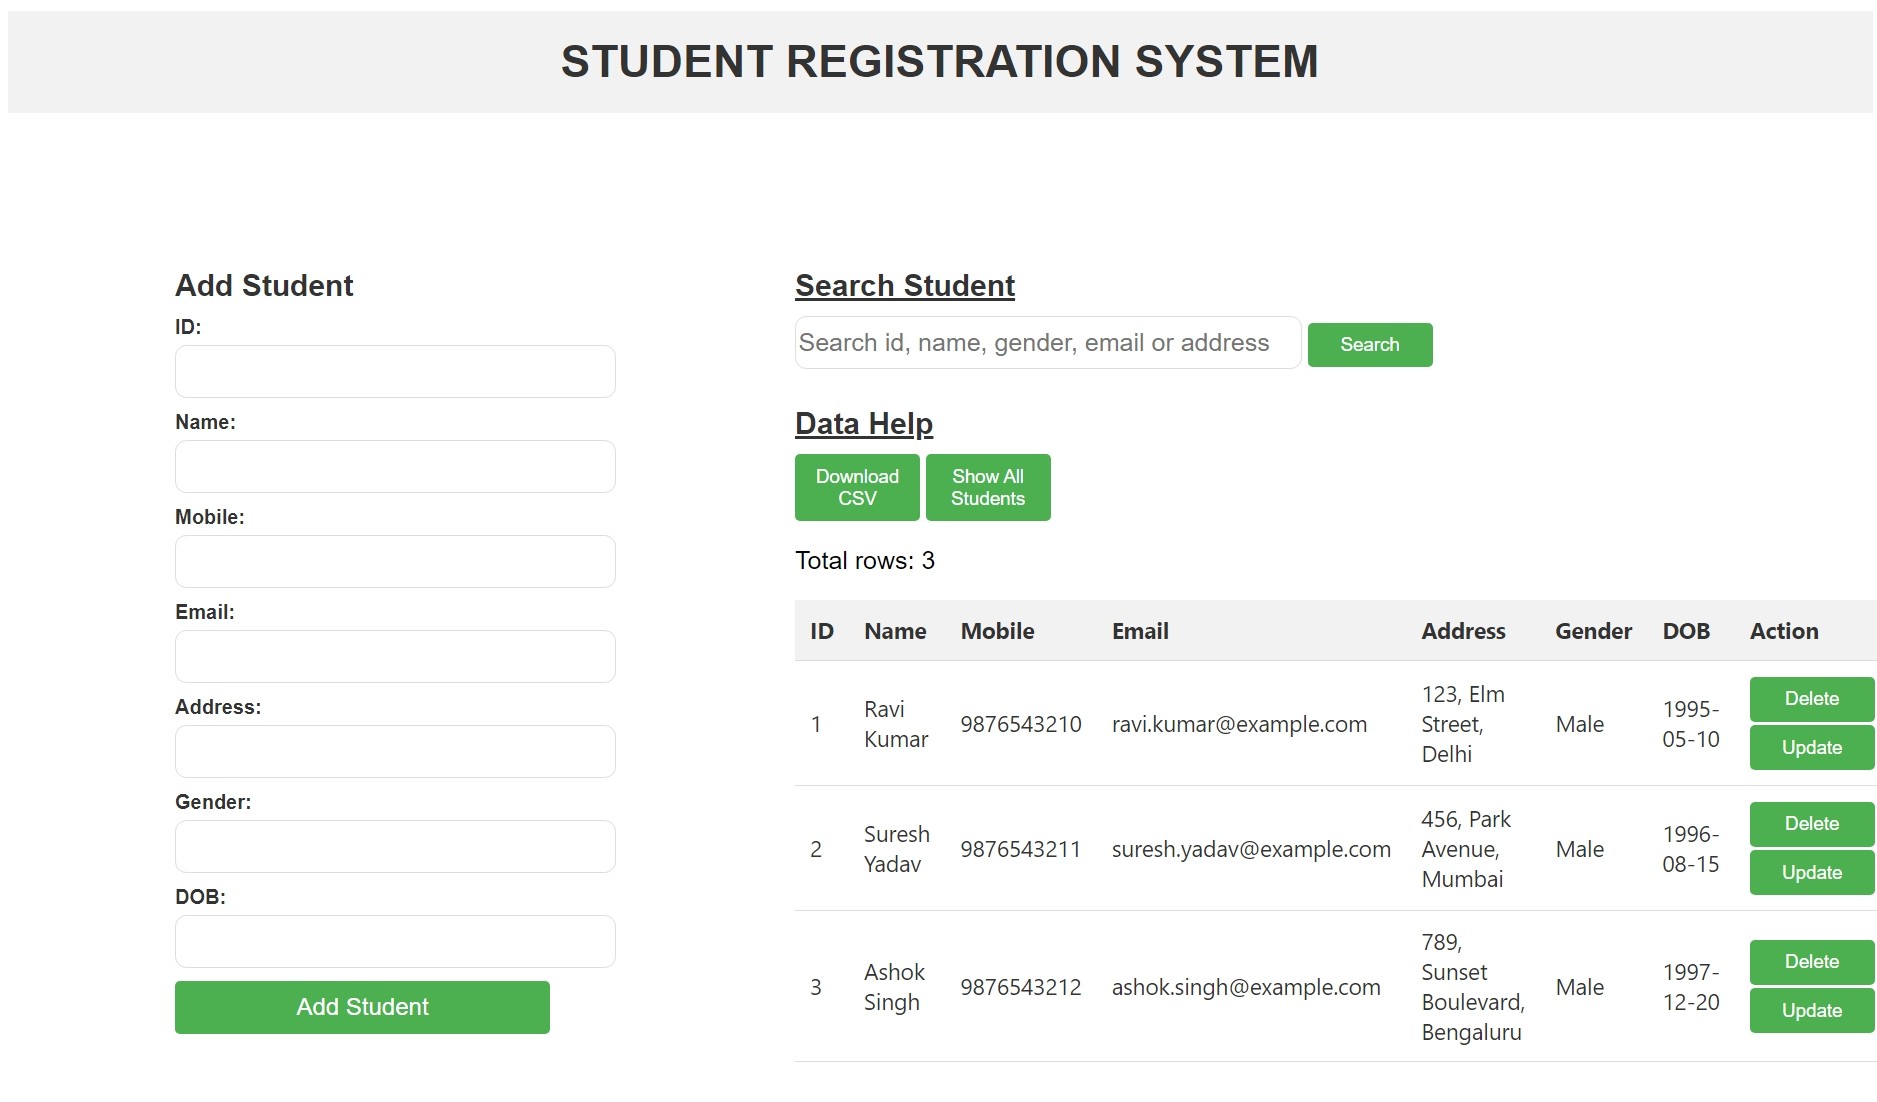 STUDENT REGISTRATION SYSTEM
Add Student
ID:
Name:
Mobile:
Email:
Address:
Gender:
DOB:
Add Student
Search Student
Search id, name, gender, email or address
Search
Data Help
Download
CSV
Show All
Students
Total rows: 3
ID Name Mobile Email Address Gender DOB Action
1
Ravi
Kumar
9876543210
ravi.kumar@example.com
123, Elm
Street,
Delhi
Male
1995-
05-10
Delete
Update
2
Suresh
Yadav
9876543211
suresh.yadav@example.com
456, Park
Avenue,
Mumbai
Male
1996-
08-15
Delete
Update
3
Ashok
Singh
9876543212
ashok.singh@example.com
789,
Sunset
Boulevard,
Bengaluru
Male
1997-
12-20
Delete
Update